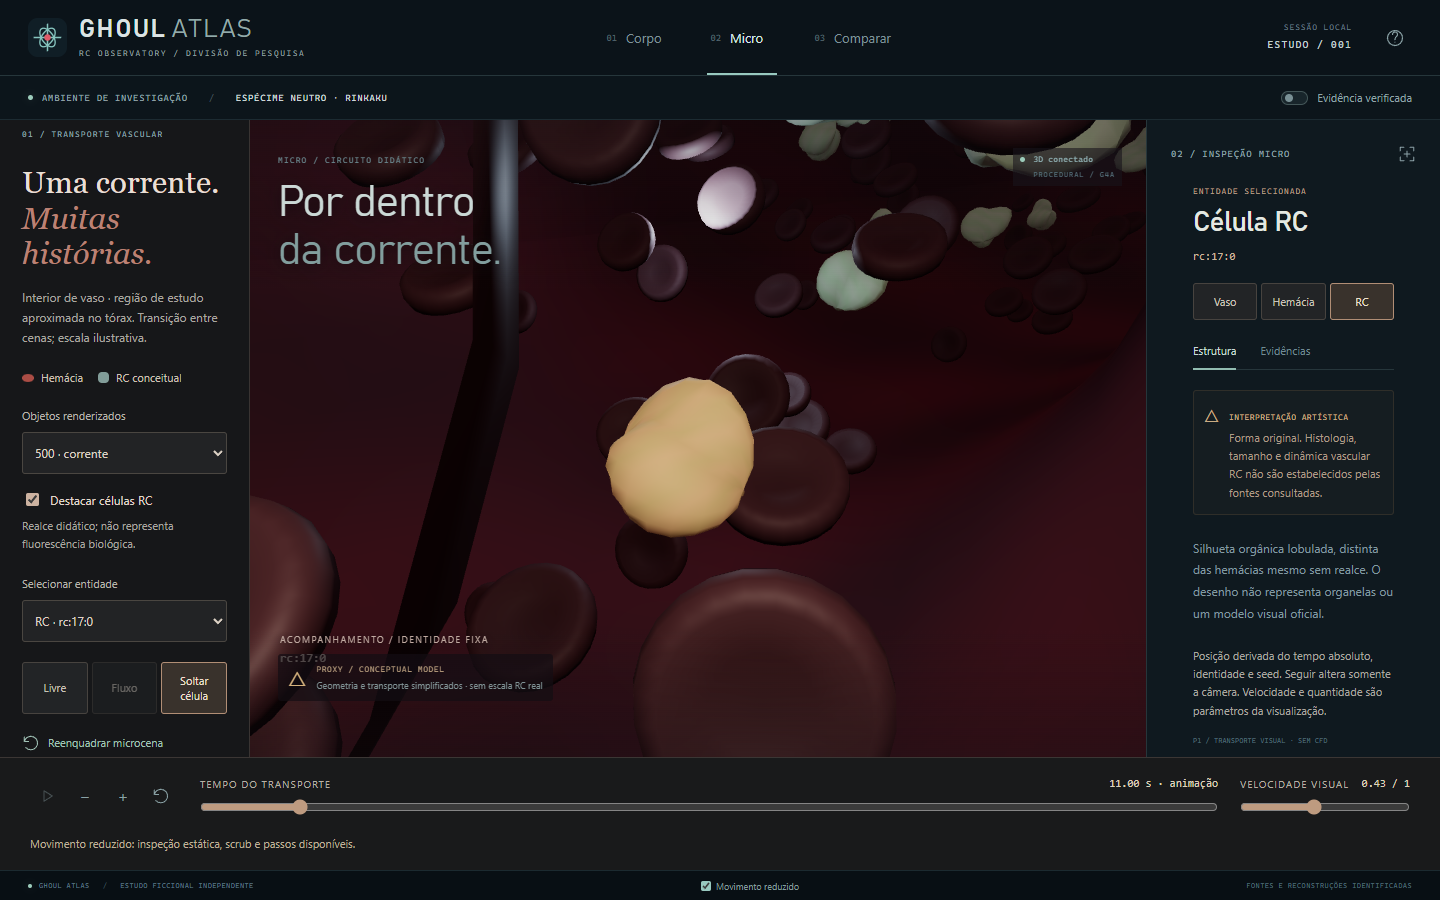 GHOUL ATLAS
RC OBSERVATORY / DIVISÃO DE PESQUISA
01 Corpo
02 Micro
03 Comparar
SESSÃO LOCAL
ESTUDO / 001
AMBIENTE DE INVESTIGAÇÃO / ESPÉCIME NEUTRO · RINKAKU
Evidência verificada
01 / TRANSPORTE VASCULAR
Uma corrente.
Muitas
histórias.
Interior de vaso · região de estudo
aproximada no tórax. Transição entre
cenas; escala ilustrativa.
Hemácia
RC conceitual
Objetos renderizados
500 · corrente
Destacar células RC
Realce didático; não representa
fluorescência biológica.
Selecionar entidade
RC · rc:17:0
Livre
Fluxo
Soltar
célula
Reenquadrar microcena
MICRO / CIRCUITO DIDÁTICO
Por dentro
da corrente.
3D conectado
PROCEDURAL / G4A
ACOMPANHAMENTO / IDENTIDADE FIXA
rc:17:0
PROXY / CONCEPTUAL MODEL
Geometria e transporte simplificados · sem escala RC real
02 / INSPEÇÃO MICRO
ENTIDADE SELECIONADA
Célula RC
rc:17:0
Vaso
Hemácia
RC
Estrutura
Evidências
INTERPRETAÇÃO ARTÍSTICA
Forma original. Histologia,
tamanho e dinâmica vascular
RC não são estabelecidos pelas
fontes consultadas.
Silhueta orgânica lobulada, distinta
das hemácias mesmo sem realce. O
desenho não representa organelas ou
um modelo visual oficial.
Posição derivada do tempo absoluto,
identidade e seed. Seguir altera somente
a câmera. Velocidade e quantidade são
parâmetros da visualização.
P1 / TRANSPORTE VISUAL · SEM CFD
TEMPO DO TRANSPORTE
11.00 s · animação
VELOCIDADE VISUAL
0.43 / 1
Movimento reduzido: inspeção estática, scrub e passos disponíveis.
GHOUL ATLAS / ESTUDO FICCIONAL INDEPENDENTE
Movimento reduzido
FONTES E RECONSTRUÇÕES IDENTIFICADAS